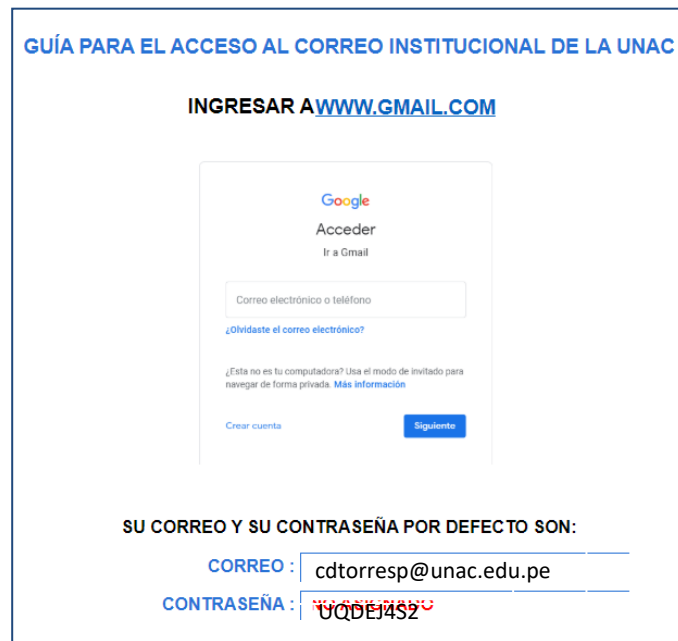 GUÍA PARA EL ACCESO AL CORREO INSTITUCIONAL DE LA UNAC
INGRESAR A WWW.GMAIL.COM
Google
Acceder
Ir a Gmail
Correo electrónico o teléfono
¿Olvidaste el correo electrónico?
¿Esta no es tu computadora? Usa el modo de invitado para
navegar de forma privada. Más información
Crear cuenta
Siguiente
SU CORREO Y SU CONTRASEÑA POR DEFECTO SON:
CORREO : cdtorresp@unac.edu.pe
CONTRASEÑA : NO ASIGNADO
UQDEJ4S2